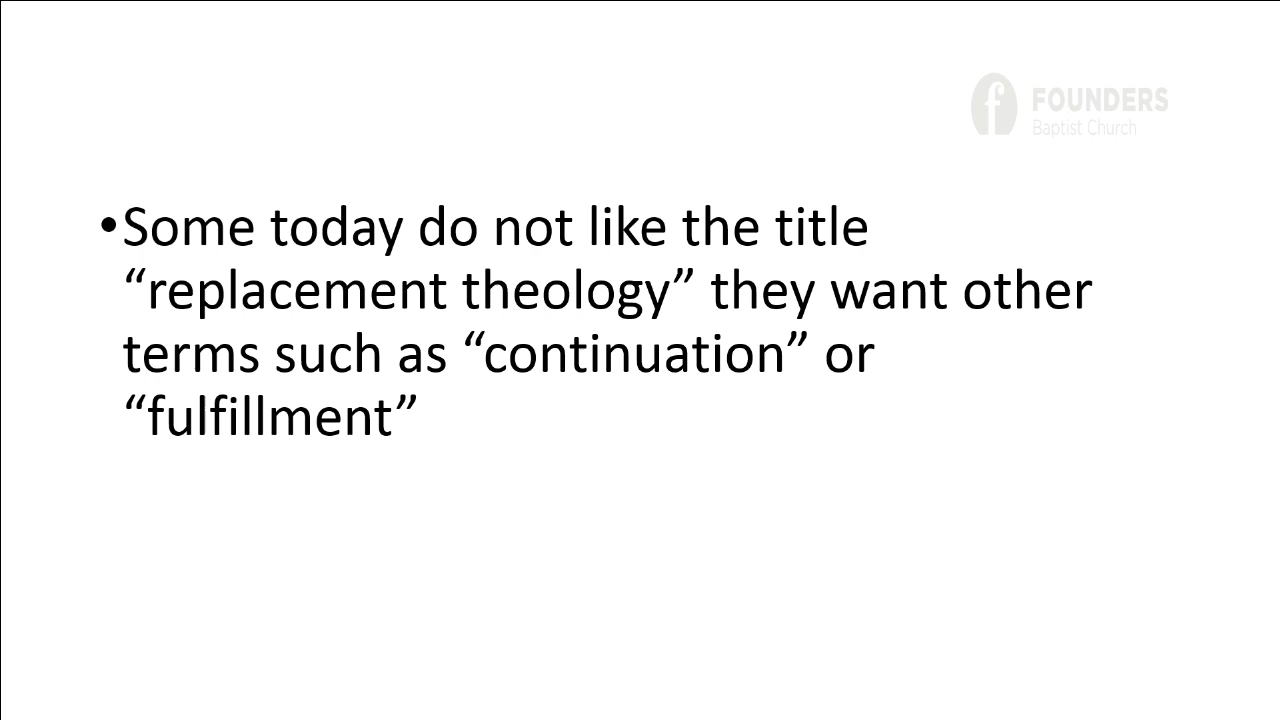 f FOUNDERS
Baptist Church
•Some today do not like the title
“replacement theology” they want other
terms such as “continuation” or
“fulfillment”